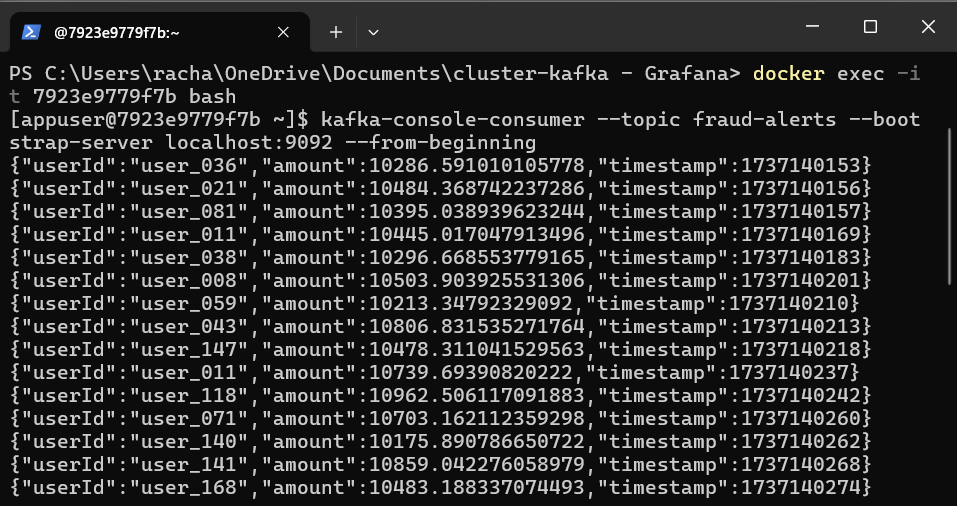 @7923e9779f7b:~
PS C:\Users\racha\OneDrive\Documents\cluster-kafka - Grafana> docker exec -i
t 7923e9779f7b bash
[appuser@7923e9779f7b ~]$ kafka-console-consumer --topic fraud-alerts --boot
strap-server localhost:9092 --from-beginning
{"userId":"user_036","amount":10286.591010105778,"timestamp":1737140153}
{"userId":"user_021","amount":10484.368742237286,"timestamp":1737140156}
{"userId":"user_081","amount":10395.038939623244,"timestamp":1737140157}
{"userId":"user_011","amount":10445.017047913496,"timestamp":1737140169}
{"userId":"user_038","amount":10296.668553779165,"timestamp":1737140183}
{"userId":"user_008","amount":10503.903925531306,"timestamp":1737140201}
{"userId":"user_059","amount":10213.34792329092,"timestamp":1737140210}
{"userId":"user_043","amount":10806.831535271764,"timestamp":1737140213}
{"userId":"user_147","amount":10478.311041529563,"timestamp":1737140218}
{"userId":"user_011","amount":10739.69390820222,"timestamp":1737140237}
{"userId":"user_118","amount":10962.506117091883,"timestamp":1737140242}
{"userId":"user_071","amount":10703.162112359298,"timestamp":1737140260}
{"userId":"user_140","amount":10175.890786650722,"timestamp":1737140262}
{"userId":"user_141","amount":10859.042276058979,"timestamp":1737140268}
{"userId":"user_168","amount":10483.188337074493,"timestamp":1737140274}